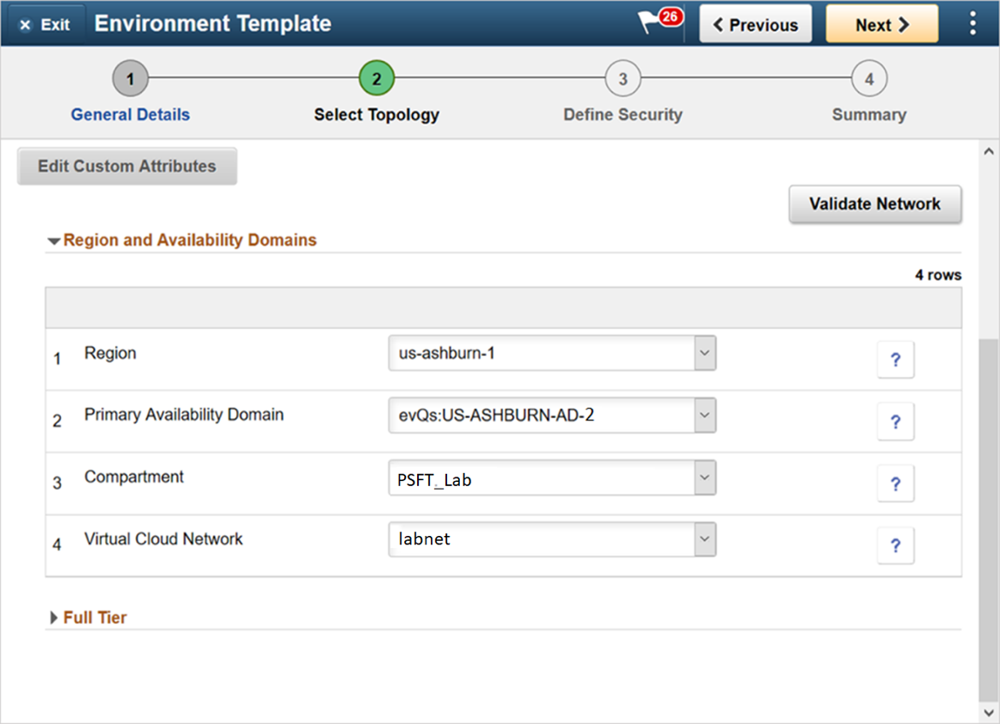 × Exit Environment Template 26 Previous Next
1 2 3 4
General Details Select Topology Define Security Summary
Edit Custom Attributes
Validate Network
Region and Availability Domains
4 rows
1 Region us-ashburn-1 ?
2 Primary Availability Domain evQs:US-ASHBURN-AD-2 ?
3 Compartment PSFT_Lab ?
4 Virtual Cloud Network labnet ?
Full Tier